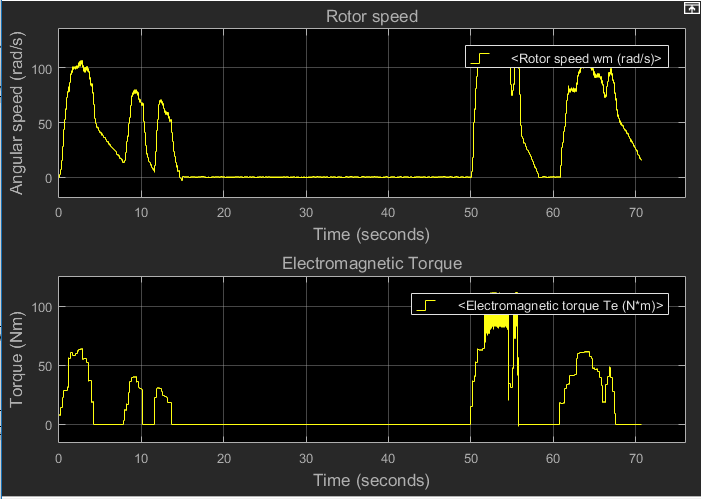 Rotor speed
<Rotor speed wm (rad/s)>
Angular speed (rad/s)
100
50
0
0 10 20 30 40 50 60 70
Time (seconds)
Electromagnetic Torque
<Electromagnetic torque Te (N*m)>
Torque (Nm)
100
50
0
0 10 20 30 40 50 60 70
Time (seconds)